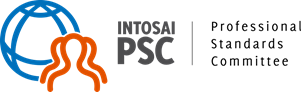 INTOSAI
PSC
Professional
Standards
Committee